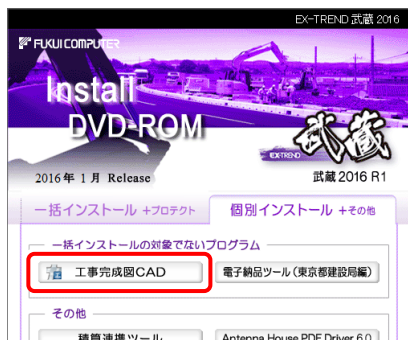 EX-TREND 武蔵 2016
FUKUI COMPUTER
Install
DVD-ROM
武蔵
EX-TREND
2016年 1月 Release
武蔵 2016 R1
一括インストール +プロテクト
個別インストール +その他
一括インストールの対象でないプログラム
工事完成図CAD
電子納品ツール(東京都建設局編)
その他
積算連携ツール
Antenna House PDF Driver 6.0